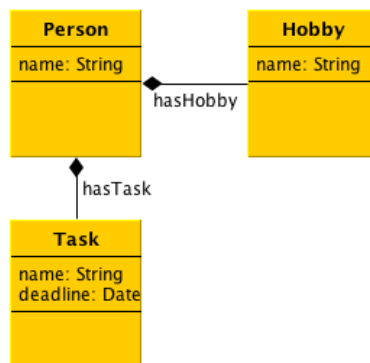 Person
name: String
Hobby
name: String
hasHobby
hasTask
Task
name: String
deadline: Date